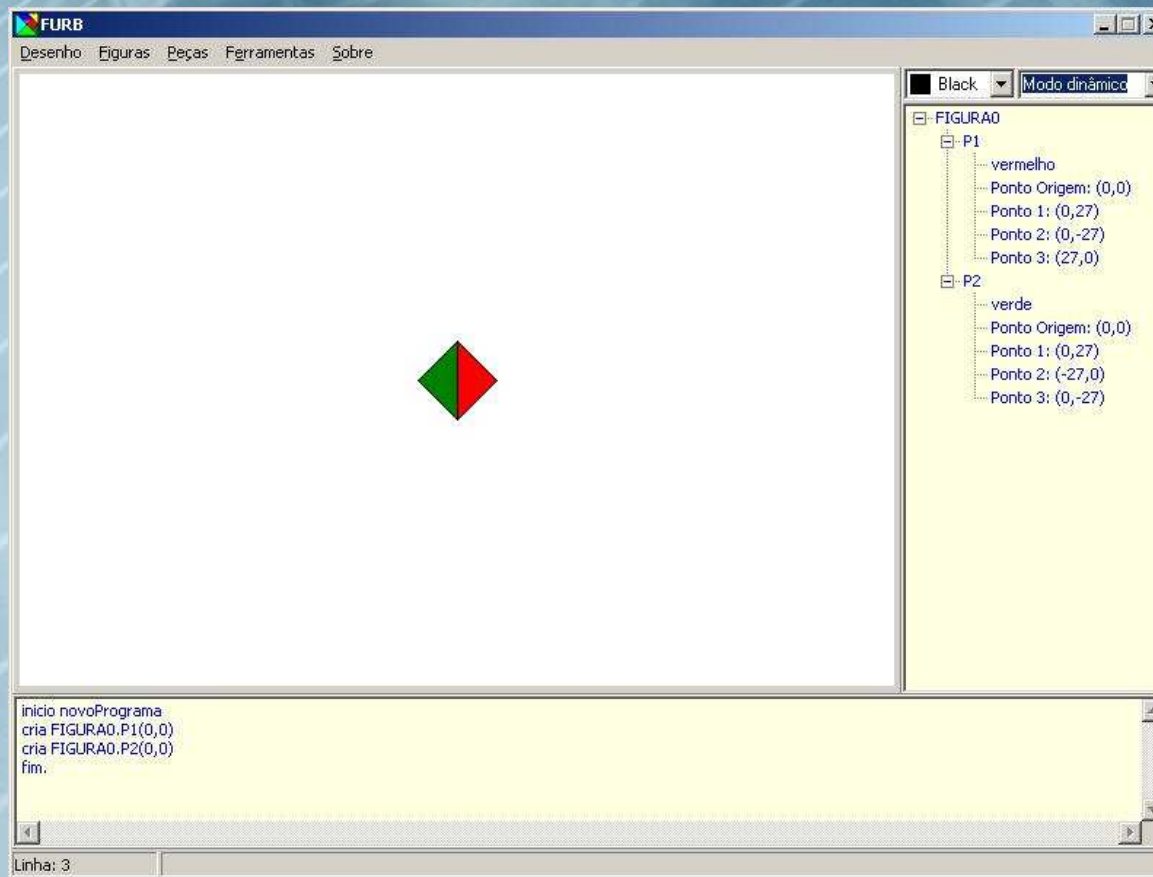 FURB
Desenho Figuras Peças Ferramentas Sobre
Black Modo dinâmico
FIGURA0
P1
vermelho
Ponto Origem: (0,0)
Ponto 1: (0,27)
Ponto 2: (0,-27)
Ponto 3: (27,0)
P2
verde
Ponto Origem: (0,0)
Ponto 1: (0,27)
Ponto 2: (-27,0)
Ponto 3: (0,-27)
inicio novoPrograma
cria FIGURA0.P1(0,0)
cria FIGURA0.P2(0,0)
fim.
Linha: 3